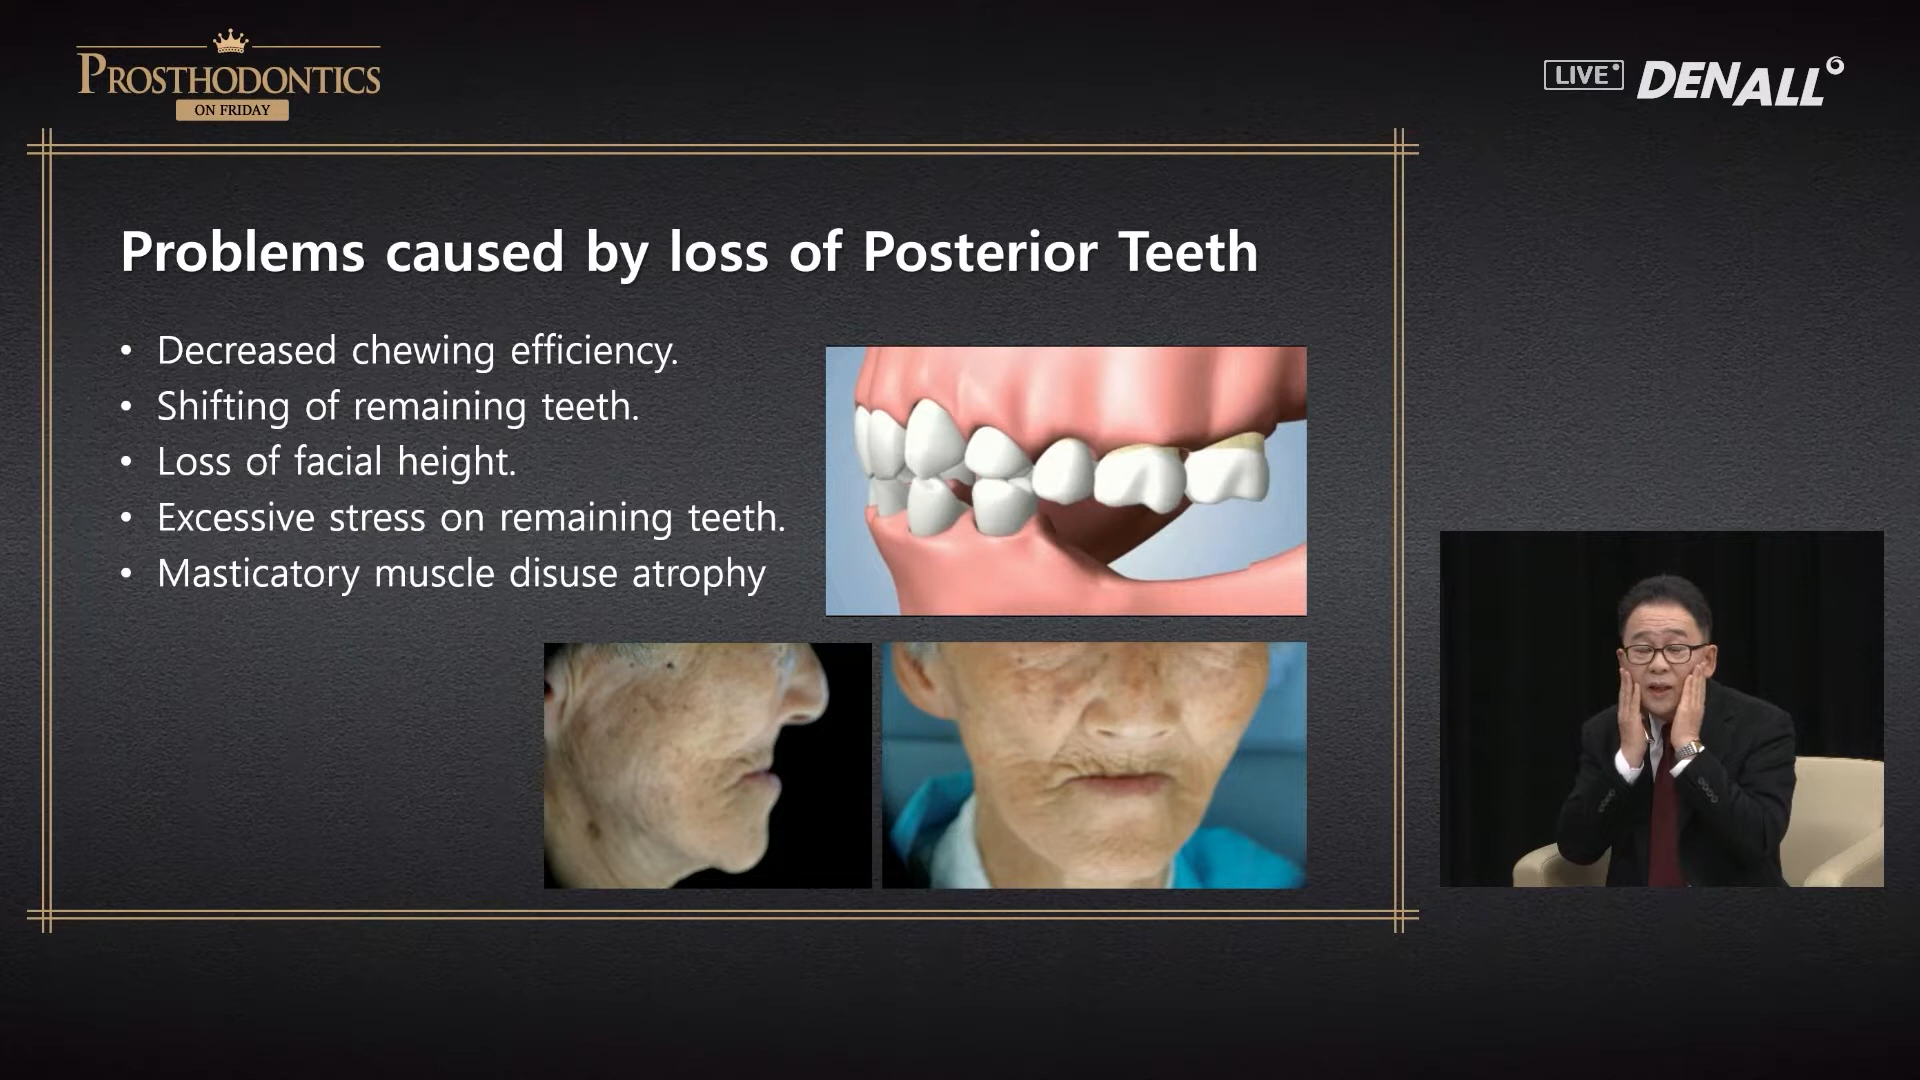 PROSTHODONTICS
ON FRIDAY
LIVE
DENALL
Problems caused by loss of Posterior Teeth
• Decreased chewing efficiency.
• Shifting of remaining teeth.
• Loss of facial height.
• Excessive stress on remaining teeth.
• Masticatory muscle disuse atrophy